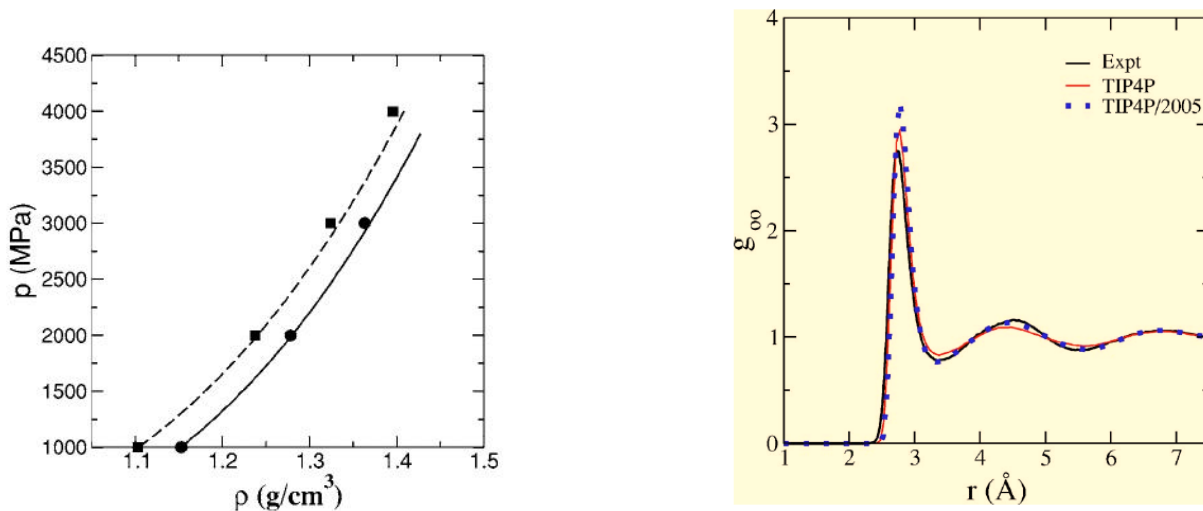 4500
4000
3500
3000
2500
2000
1500
1000
p (MPa)
1.1 1.2 1.3 1.4 1.5
ρ (g/cm³)
4
3
2
1
0
g_oo
Expt
TIP4P
TIP4P/2005
1 2 3 4 5 6 7
r (Å)